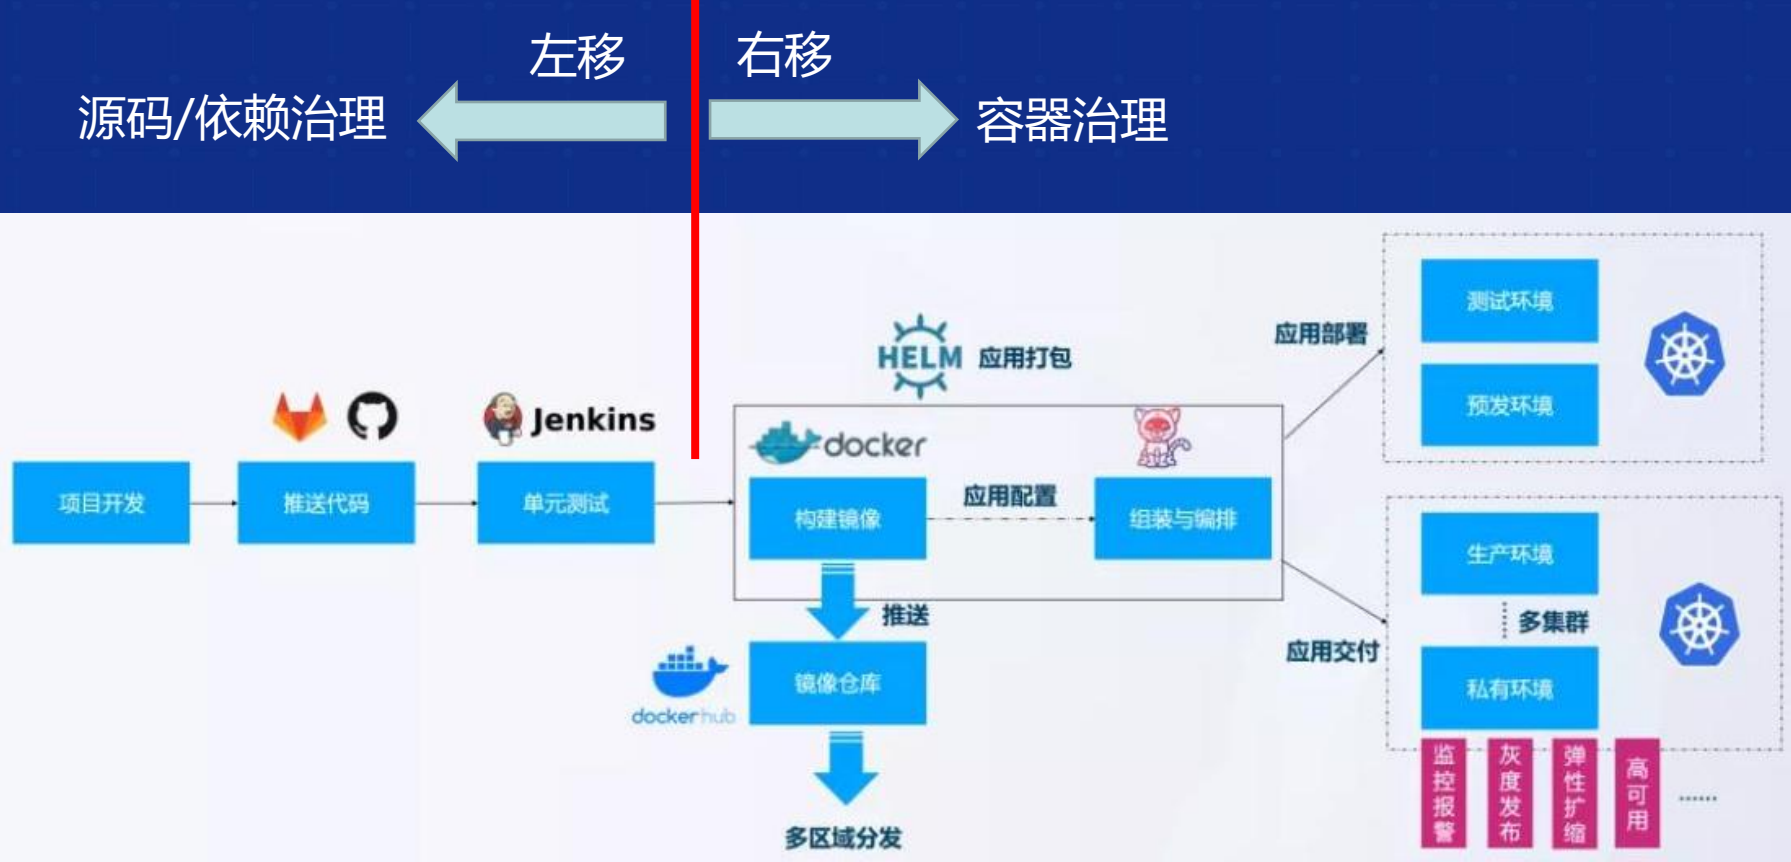 左移
右移
源码/依赖治理
容器治理
HELM 应用打包
应用部署
测试环境
预发环境
Jenkins
docker
项目开发
推送代码
单元测试
构建镜像
应用配置
组装与编排
推送
镜像仓库
dockerhub
多区域分发
应用交付
生产环境
多集群
私有环境
监控报警
灰度发布
弹性扩缩
高可用
......